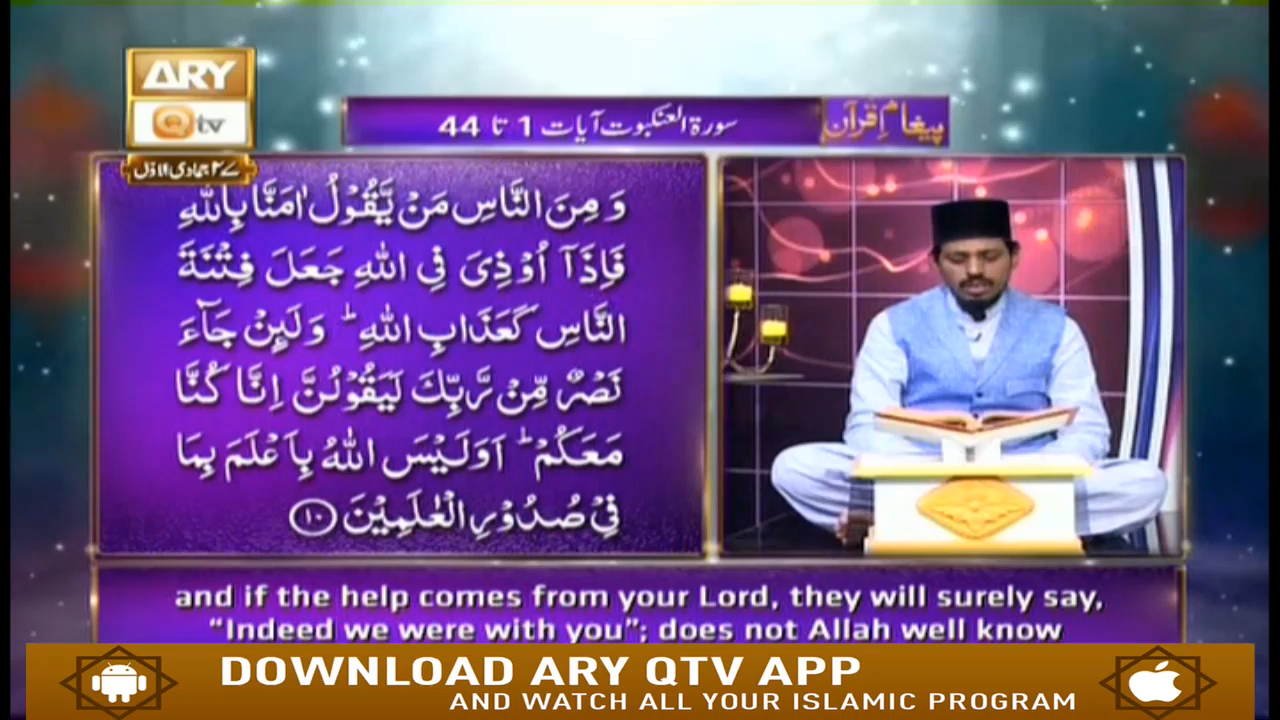 ARY
Qtv
پیغامِ قرآن
سورۃ العنکبوت آیات 1 تا 44
وَ مِنَ النَّاسِ مَنْ یَّقُوْلُ اٰمَنَّا بِاللّٰهِ
فَاِذَاۤ اُوْذِیَ فِی اللّٰهِ جَعَلَ فِتْنَةَ
النَّاسِ كَعَذَابِ اللّٰهِ ؕ وَلَىِٕنْ جَآءَ
نَصْرٌ مِّنْ رَّبِّكَ لَیَقُوْلُنَّ اِنَّا كُنَّا
مَعَكُمْ ؕ اَوَلَیْسَ اللّٰهُ بِاَعْلَمَ بِمَا
فِیْ صُدُوْرِ الْعٰلَمِیْنَ ۝۱۰
and if the help comes from your Lord, they will surely say,
“Indeed we were with you”; does not Allah well know
DOWNLOAD ARY QTV APP
AND WATCH ALL YOUR ISLAMIC PROGRAM